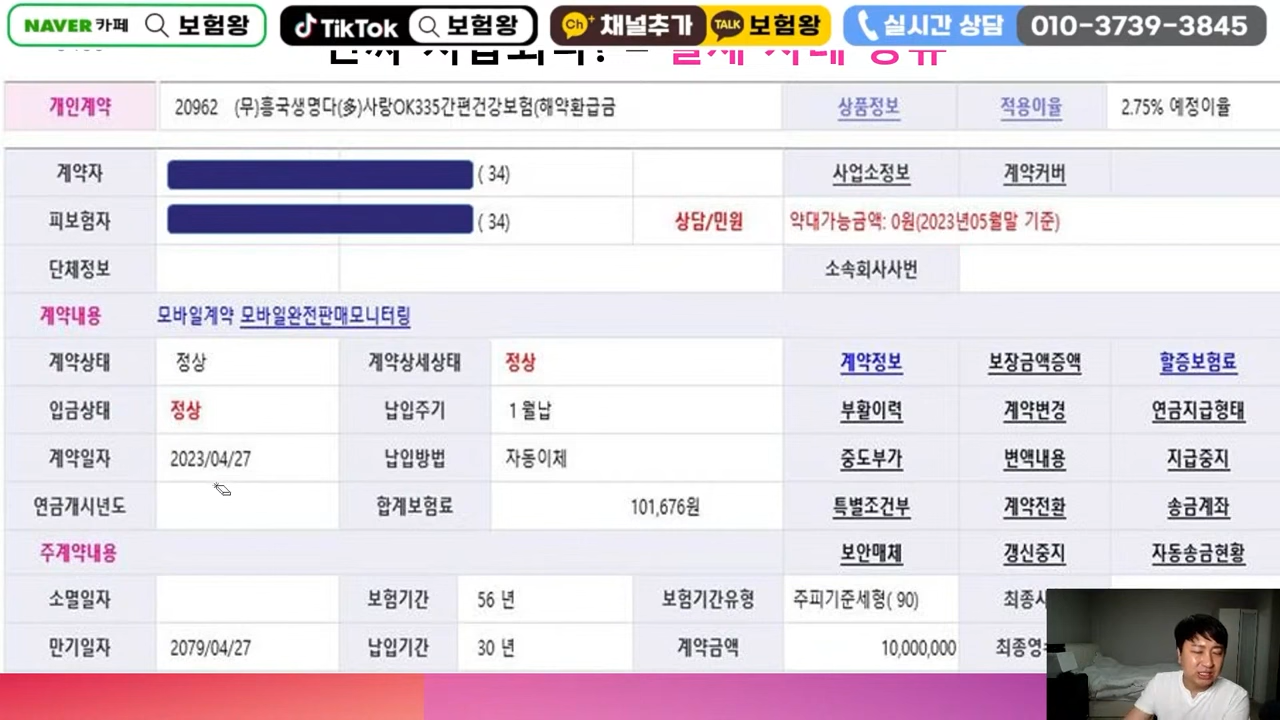 NAVER 카페 보험왕 TikTok 보험왕 Ch+ 채널추가 TALK 보험왕 실시간 상담 010-3739-3845
개인계약 20962 (무)흥국생명다(多)사랑OK335간편건강보험(해약환급금 상품정보 적용이율 2.75% 예정이율
계약자 ( 34) 사업소정보 계약커버
피보험자 ( 34) 상담/민원 약대가능금액: 0원(2023년05월말 기준)
단체정보 소속회사사번
계약내용 모바일계약 모바일완전판매모니터링
계약상태 정상 계약상세상태 정상 계약정보 보장금액증액 할증보험료
입금상태 정상 납입주기 1 월납 부활이력 계약변경 연금지급형태
계약일자 2023/04/27 납입방법 자동이체 중도부가 변액내용 지급중지
연금개시년도 합계보험료 101,676원 특별조건부 계약전환 송금계좌
주계약내용 보안매체 갱신중지 자동송금현황
소멸일자 보험기간 56 년 보험기간유형 주피기준세형( 90)
만기일자 2079/04/27 납입기간 30 년 계약금액 10,000,000